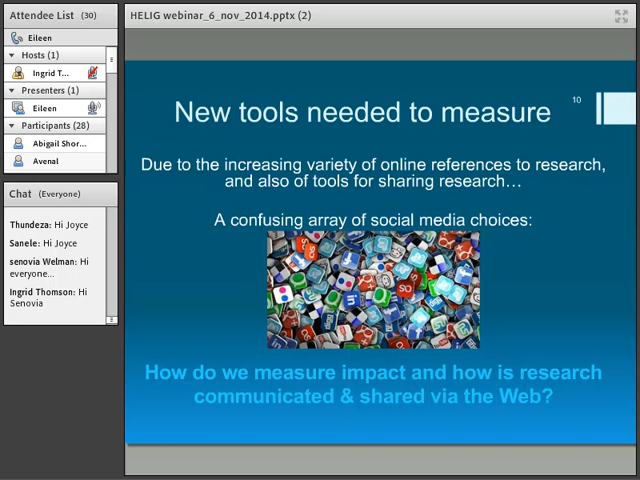 Attendee List (30)
Eileen
Hosts (1)
Ingrid T...
Presenters (1)
Eileen
Participants (28)
Abigail Shor...
Avenal
Chat (Everyone)
Thundeza: Hi Joyce
Sanele: Hi Joyce
senovia Welman: Hi
everyone...
Ingrid Thomson: Hi
Senovia
HELIG webinar_6_nov_2014.pptx (2)
10
New tools needed to measure
Due to the increasing variety of online references to research,
and also of tools for sharing research…
A confusing array of social media choices:
How do we measure impact and how is research
communicated & shared via the Web?